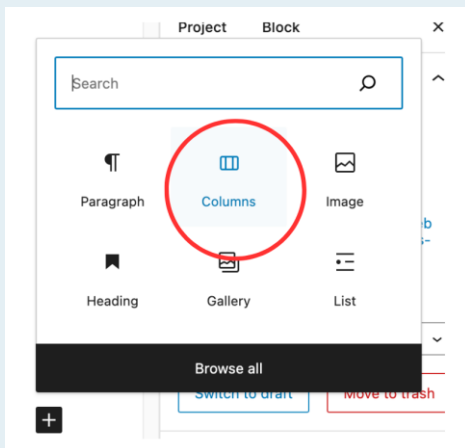 Project Block
Search
Paragraph Columns Image
Heading Gallery List
Browse all
Switch to draft Move to trash